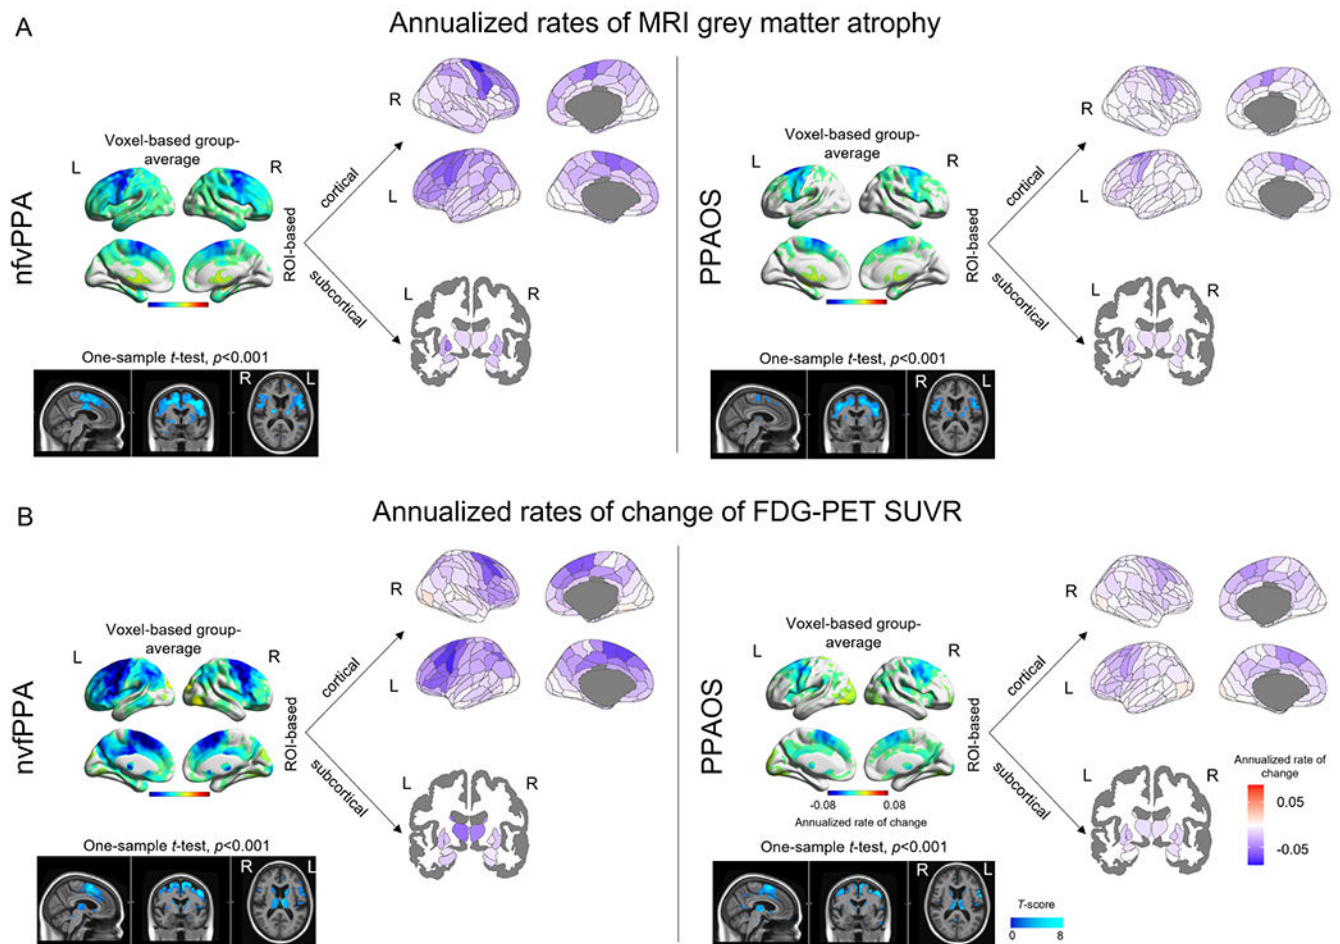 A
Annualized rates of MRI grey matter atrophy
nfvPPA
Voxel-based group-
average
L
R
ROI-based
cortical
subcortical
R
L
L
R
One-sample t-test, p<0.001
R
L
PPAOS
Voxel-based group-
average
L
R
ROI-based
cortical
subcortical
R
L
L
R
One-sample t-test, p<0.001
R
L
B
Annualized rates of change of FDG-PET SUVR
nvfPPA
Voxel-based group-
average
L
R
ROI-based
cortical
subcortical
R
L
L
R
One-sample t-test, p<0.001
R
L
PPAOS
Voxel-based group-
average
L
R
ROI-based
cortical
subcortical
R
L
L
R
-0.08 0.08
Annualized rate of change
One-sample t-test, p<0.001
R
L
Annualized rate of
change
0.05
-0.05
T-score
0 8